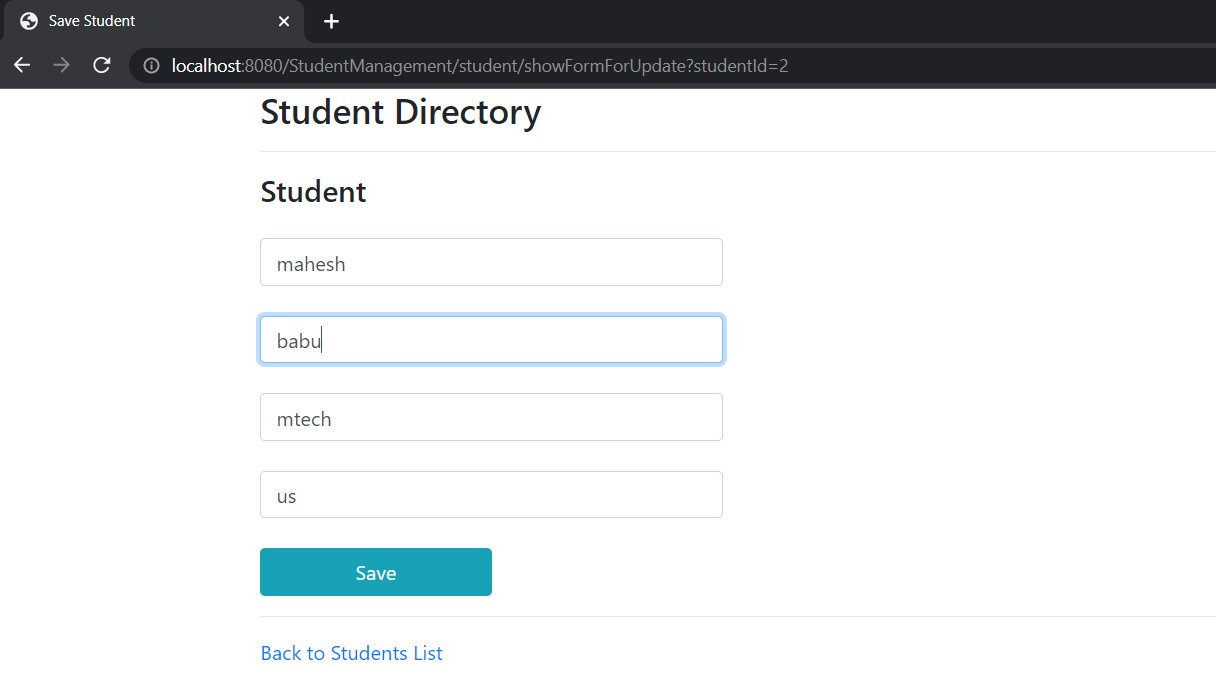 Save Student
localhost:8080/StudentManagement/student/showFormForUpdate?studentId=2
Student Directory
Student
mahesh
babu
mtech
us
Save
Back to Students List